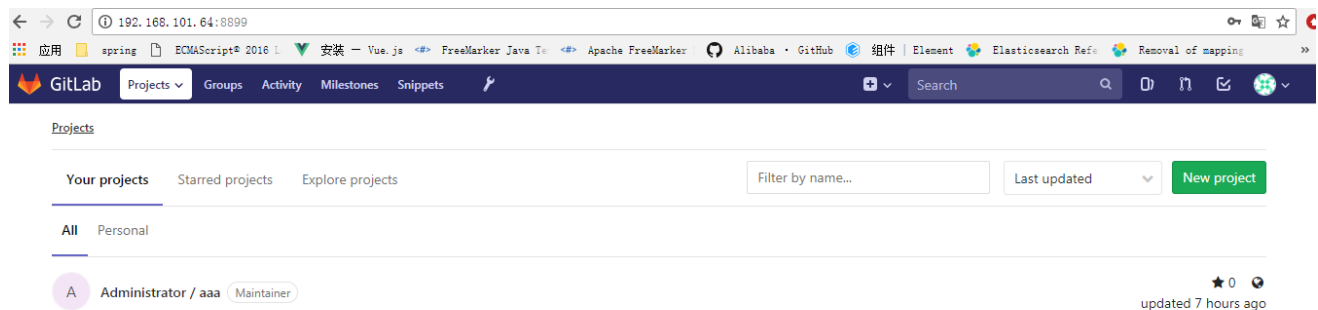 192.168.101.64:8899
应用 spring ECMAScript® 2016 L 安装 — Vue.js FreeMarker Java Te Apache FreeMarker Alibaba · GitHub 组件 | Element Elasticsearch Refe Removal of mapping »
GitLab Projects Groups Activity Milestones Snippets Search
Projects
Your projects Starred projects Explore projects Filter by name... Last updated New project
All Personal
A Administrator / aaa Maintainer 0
updated 7 hours ago